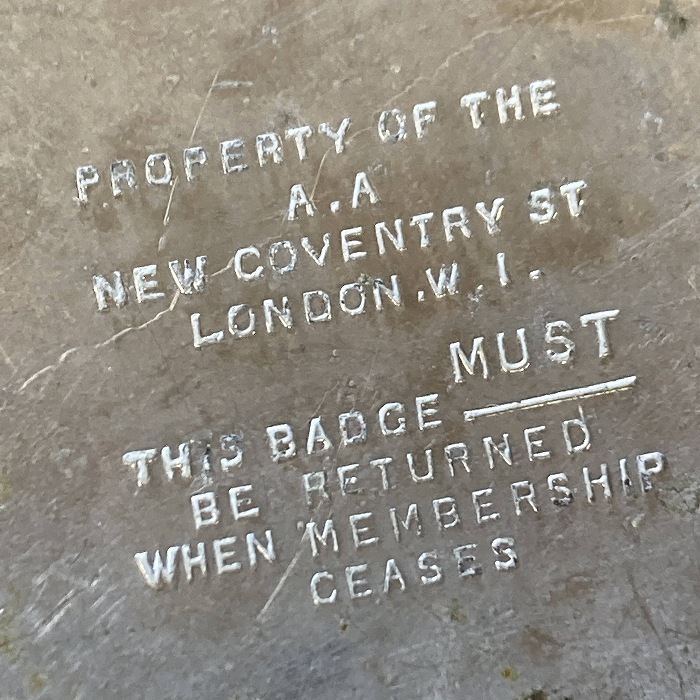 PROPERTY OF THE
A.A
NEW COVENTRY ST
LONDON.W.I.
THIS BADGE MUST
BE RETURNED
WHEN MEMBERSHIP
CEASES